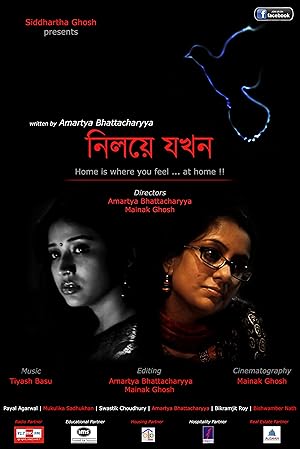 Siddhartha Ghosh
presents
facebook
written by Amartya Bhattacharyya
নিলয়ে যখন
Home is where you feel ... at home !!
Directors
Amartya Bhattacharyya
Mainak Ghosh
Music
Tiyash Basu
Editing
Amartya Bhattacharyya
Mainak Ghosh
Cinematography
Mainak Ghosh
Payal Agarwal | Mukulika Sadhukhan | Swastik Choudhury | Amartya Bhattacharyya | Bikramjit Roy | Bishwamber Nath
Radio Partner
Educational Partner
Housing Partner
Hospitality Partner
Real Estate Partner